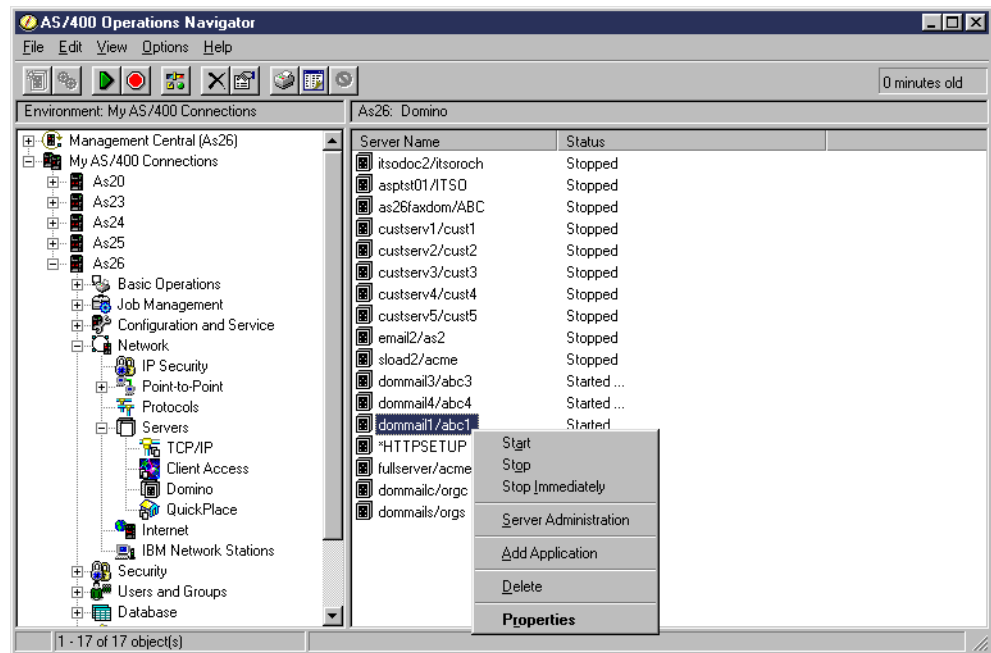 AS/400 Operations Navigator
File Edit View Options Help
0 minutes old
Environment: My AS/400 Connections
As26: Domino
Management Central (As26)
My AS/400 Connections
As20
As23
As24
As25
As26
Basic Operations
Job Management
Configuration and Service
Network
IP Security
Point-to-Point
Protocols
Servers
TCP/IP
Client Access
Domino
QuickPlace
Internet
IBM Network Stations
Security
Users and Groups
Database
Server Name Status
itsodoc2/itsoroch Stopped
asptst01/ITSO Stopped
as26faxdom/ABC Stopped
custserv1/cust1 Stopped
custserv2/cust2 Stopped
custserv3/cust3 Stopped
custserv4/cust4 Stopped
custserv5/cust5 Stopped
email2/as2 Stopped
sload2/acme Stopped
dommail3/abc3 Started ...
dommail4/abc4 Started ...
dommail1/abc1 Started
*HTTPSETUP
fullserver/acme
dommailc/orgc
dommails/orgs
Start
Stop
Stop Immediately
Server Administration
Add Application
Delete
Properties
1 - 17 of 17 object(s)